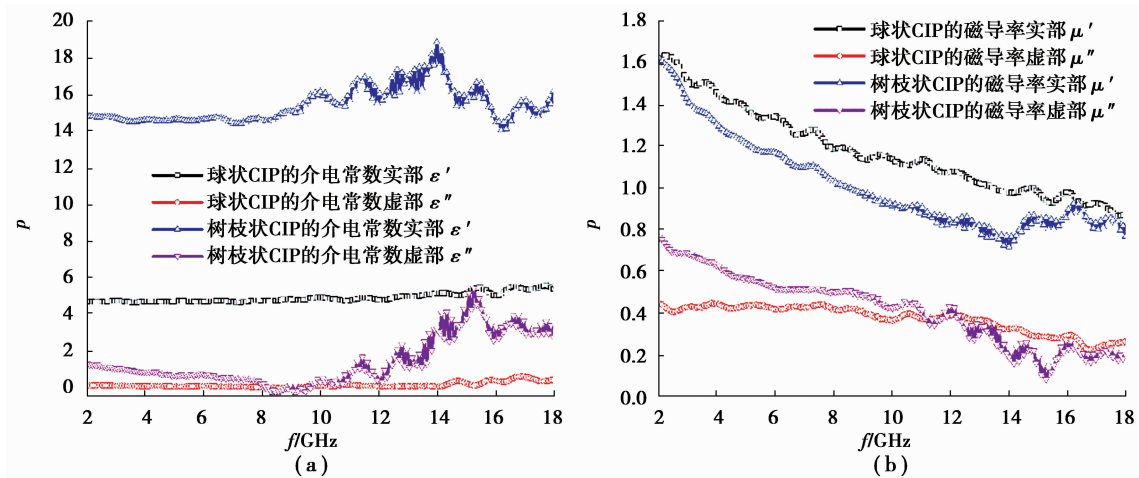 20
18
16
14
12
10
8
6
4
2
0
p
球状CIP的介电常数实部 ε′
球状CIP的介电常数虚部 ε″
树枝状CIP的介电常数实部 ε′
树枝状CIP的介电常数虚部 ε″
2 4 6 8 10 12 14 16 18
f/GHz
(a)
1.8
1.6
1.4
1.2
1.0
0.8
0.6
0.4
0.2
0.0
p
球状CIP的磁导率实部 μ′
球状CIP的磁导率虚部 μ″
树枝状CIP的磁导率实部 μ′
树枝状CIP的磁导率虚部 μ″
2 4 6 8 10 12 14 16 18
f/GHz
(b)